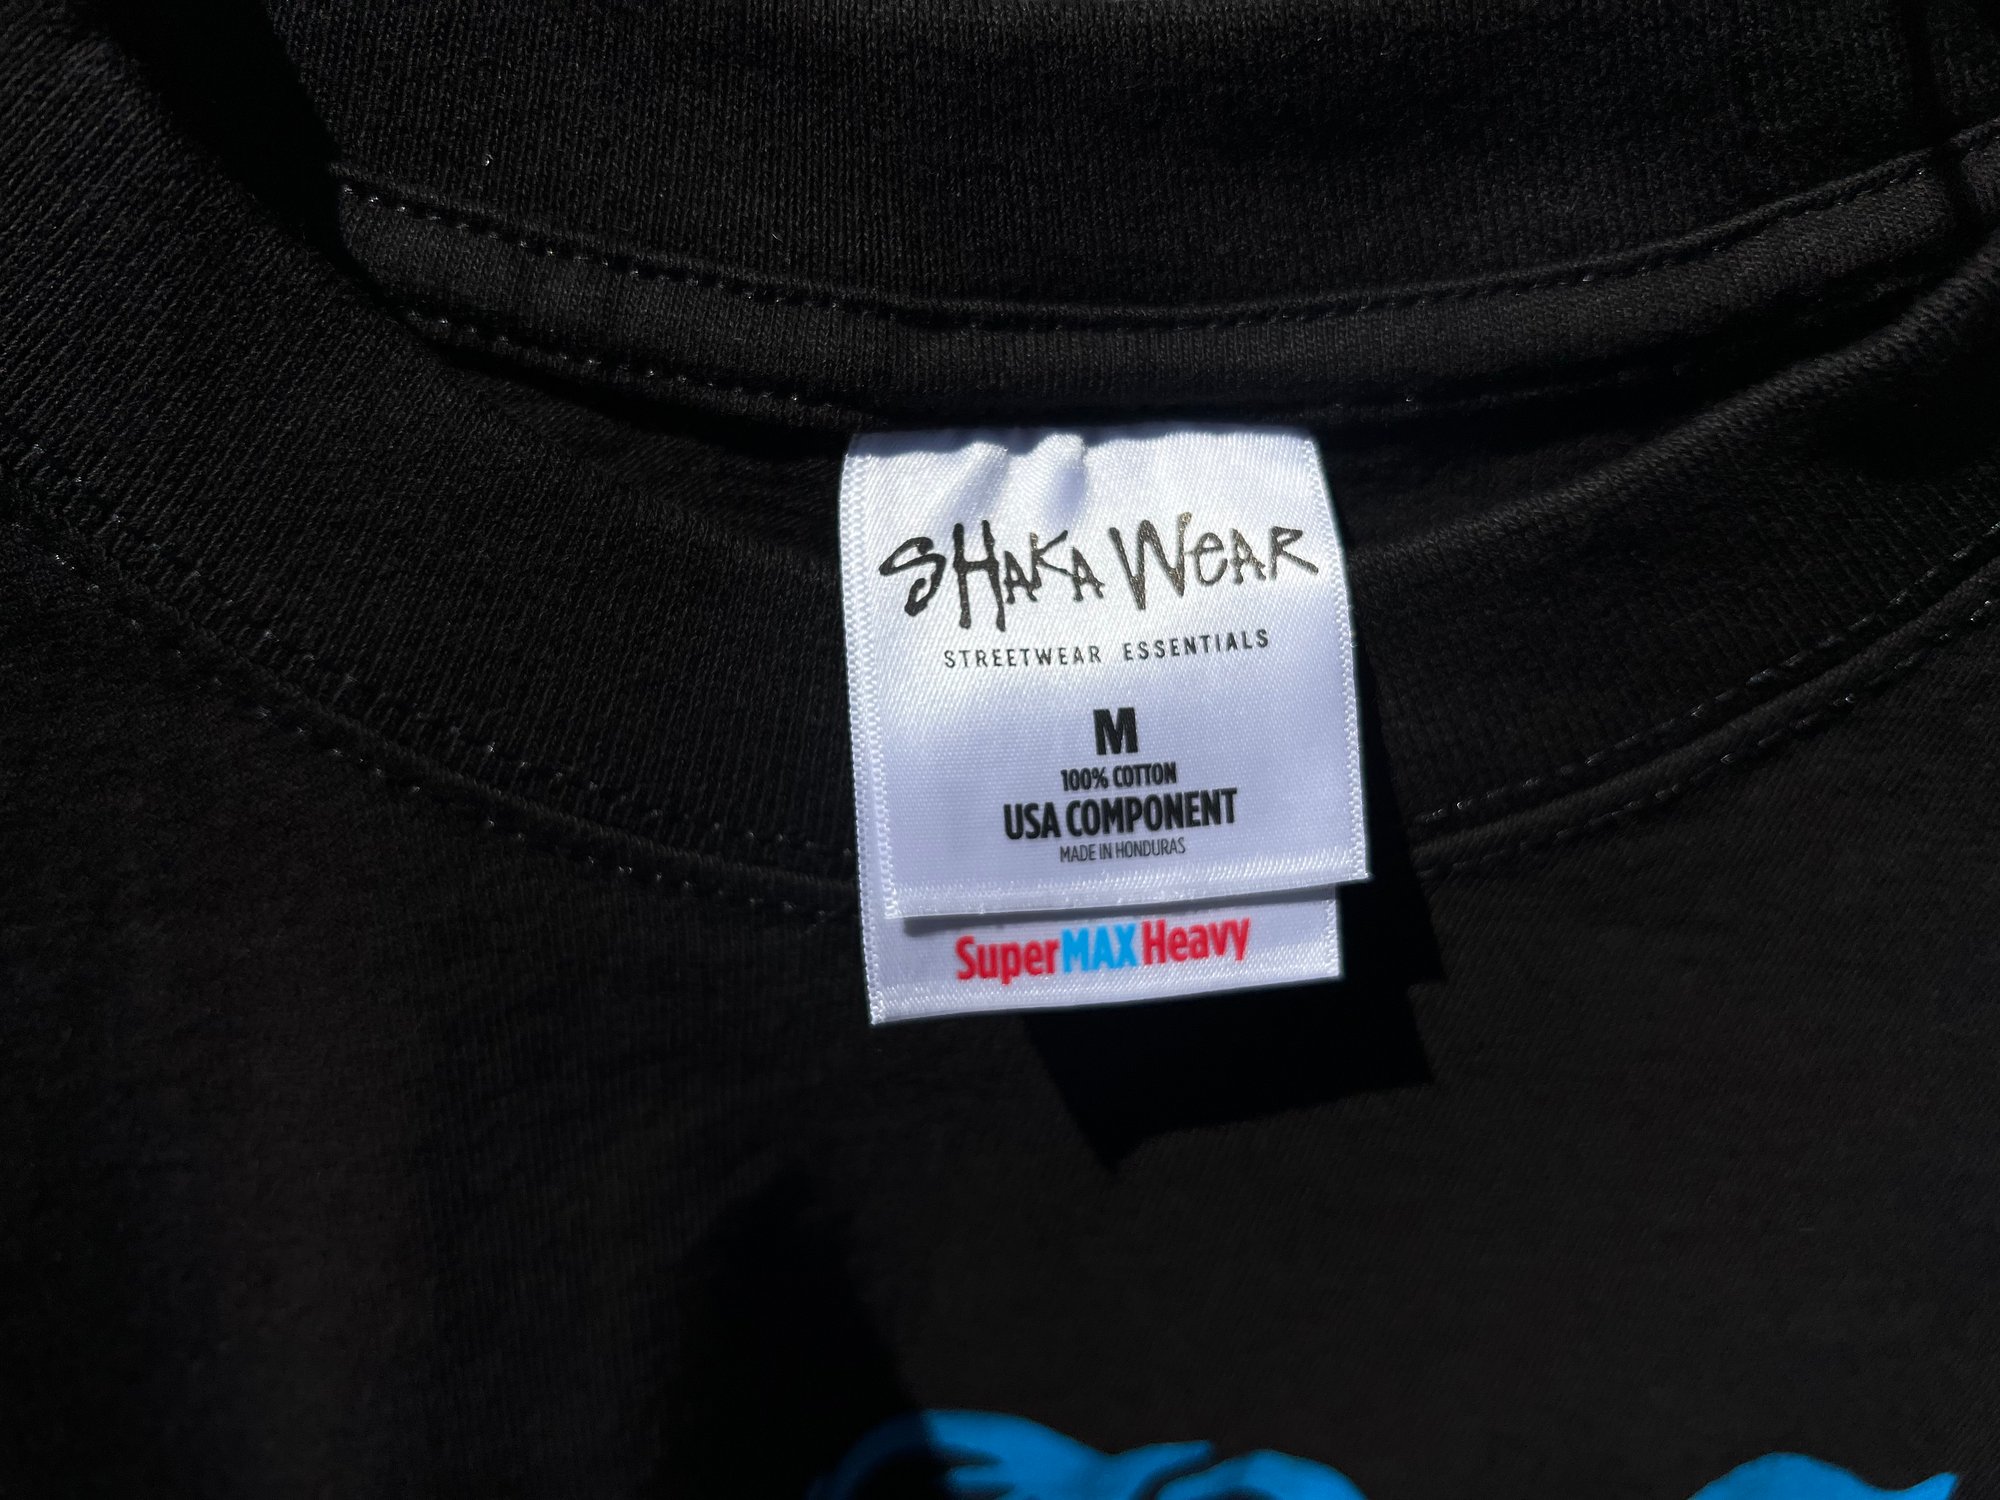 SHAKA WEAR
STREETWEAR ESSENTIALS
M
100% COTTON
USA COMPONENT
MADE IN HONDURAS
SuperMAXHeavy